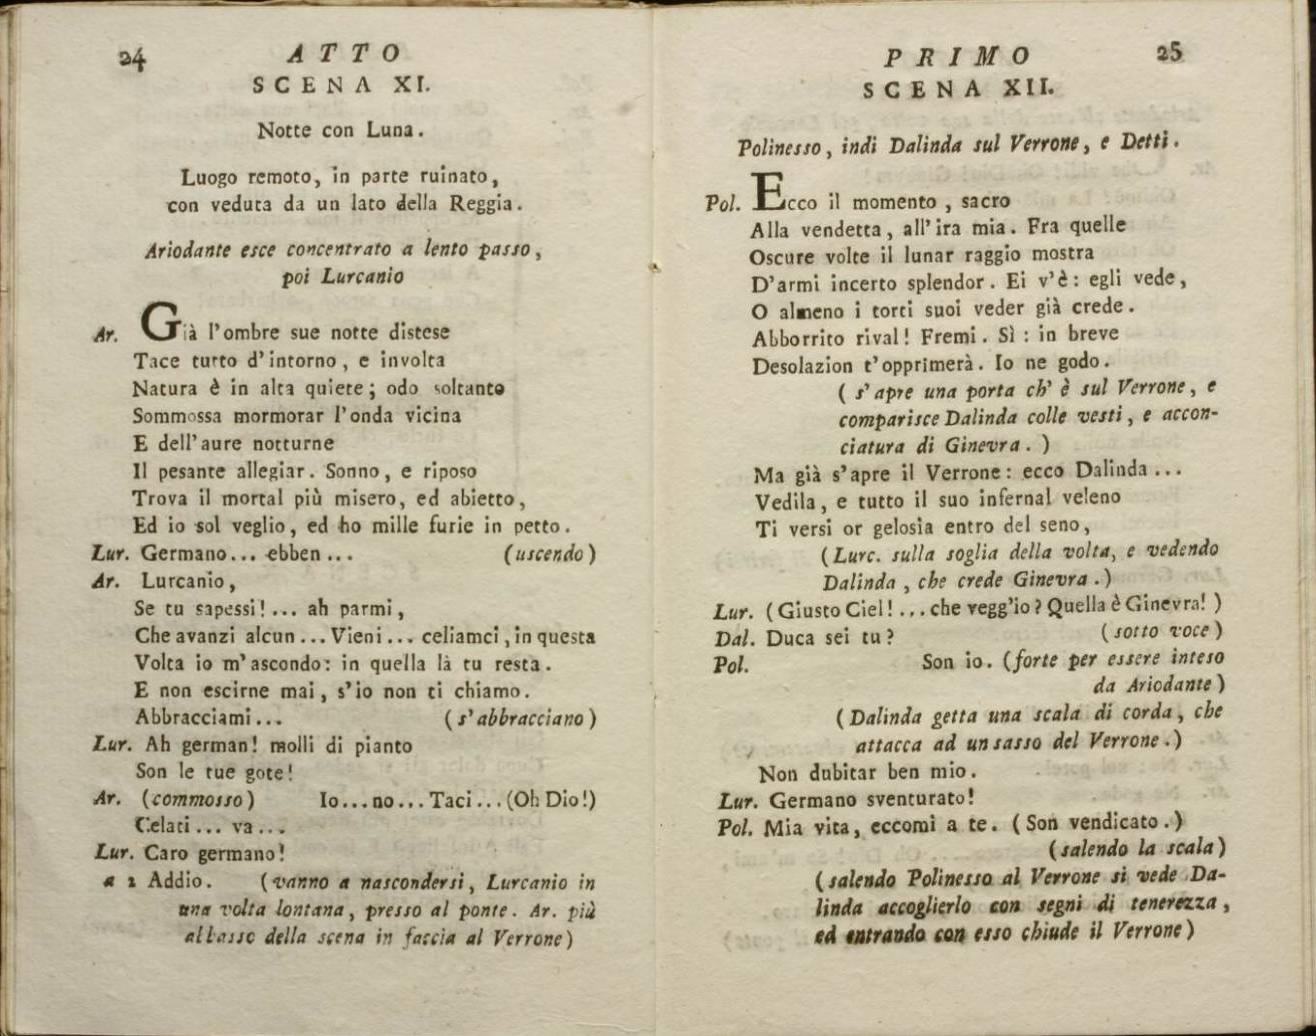 24 ATTO
SCENA XI.
Notte con Luna.
Luogo remoto, in parte ruinato,
con veduta da un lato della Reggia.
Ariodante esce concentrato a lento passo,
poi Lurcanio
Ar. Già l'ombre sue notte distese
Tace tutto d'intorno, e involta
Natura è in alta quiete; odo soltanto
Sommossa mormorar l'onda vicina
E dell'aure notturne
Il pesante allegiar. Sonno, e riposo
Trova il mortal più misero, ed abietto,
Ed io sol veglio, ed ho mille furie in petto.
Lur. Germano... ebben... (uscendo)
Ar. Lurcanio,
Se tu sapessi!... ah parmi,
Che avanzi alcun... Vieni... celiamci, in questa
Volta io m'ascondo: in quella là tu resta.
E non escirne mai, s'io non ti chiamo.
Abbracciami... (s'abbracciano)
Lur. Ah german! molli di pianto
Son le tue gote!
Ar. (commosso) Io... no... Taci... (Oh Dio!)
Celati... va...
Lur. Caro germano!
a 2 Addio. (vanno a nascondersi, Lurcanio in
una volta lontana, presso al ponte. Ar. più
al basso della scena in faccia al Verrone)
PRIMO 25
SCENA XII.
Polinesso, indi Dalinda sul Verrone, e Detti.
Pol. Ecco il momento, sacro
Alla vendetta, all'ira mia. Fra quelle
Oscure volte il lunar raggio mostra
D'armi incerto splendor. Ei v'è: egli vede,
O almeno i torti suoi veder già crede.
Abborrito rival! Fremi. Sì: in breve
Desolazion t'opprimerà. Io ne godo.
(s'apre una porta ch'è sul Verrone, e
comparisce Dalinda colle vesti, e accon-
ciatura di Ginevra.)
Ma già s'apre il Verrone: ecco Dalinda...
Vedila, e tutto il suo infernal veleno
Ti versi or gelosìa entro del seno,
(Lurc. sulla soglia della volta, e vedendo
Dalinda, che crede Ginevra.)
Lur. (Giusto Ciel!... che vegg'io? Quella è Ginevra!)
Dal. Duca sei tu? (sotto voce)
Pol. Son io. (forte per essere inteso
da Ariodante)
(Dalinda getta una scala di corda, che
attacca ad un sasso del Verrone.)
Non dubitar ben mio.
Lur. Germano sventurato!
Pol. Mia vita, eccomi a te. (Son vendicato.)
(salendo la scala)
(salendo Polinesso al Verrone si vede Da-
linda accoglierlo con segni di tenerezza,
ed entrando con esso chiude il Verrone)